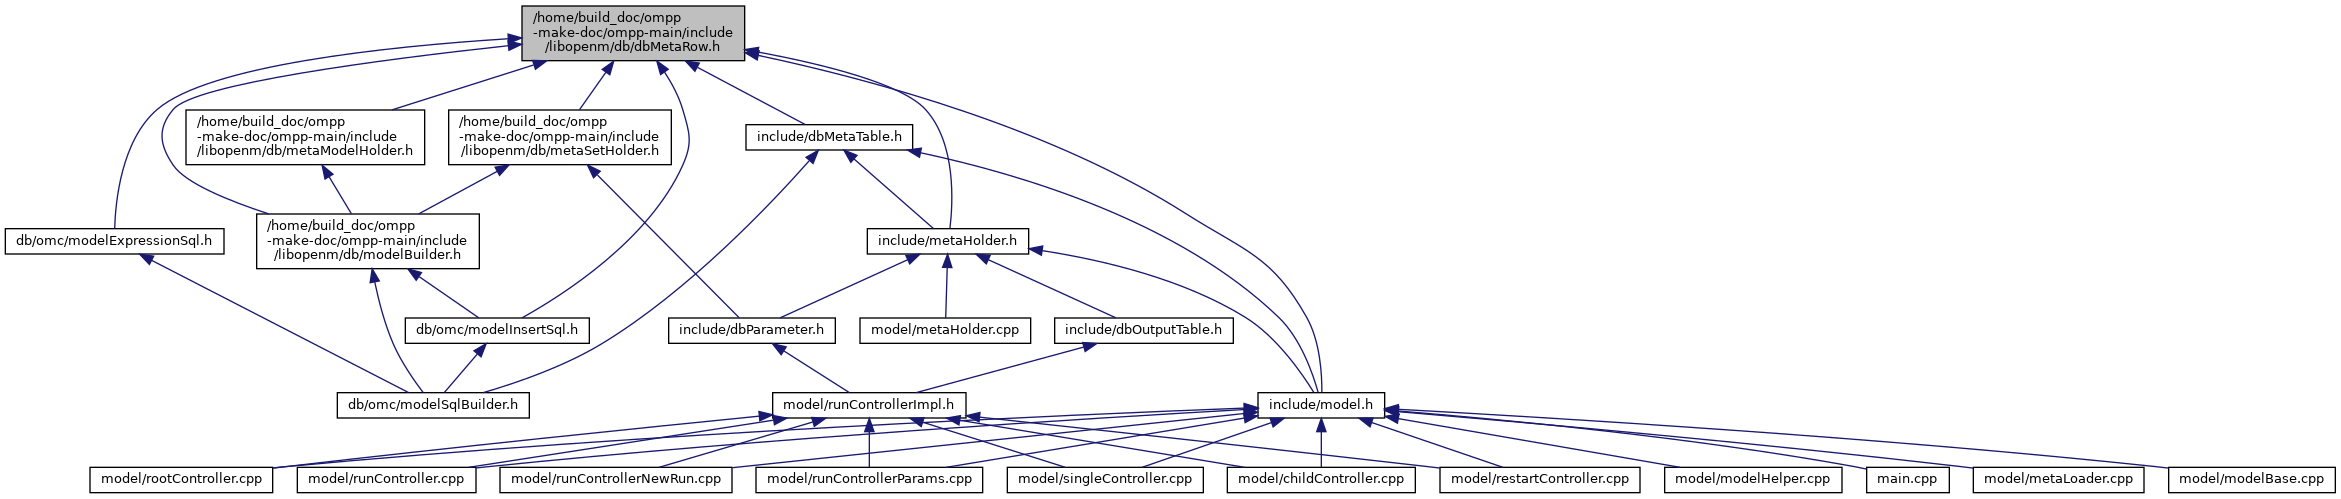 /home/build_doc/ompp
-make-doc/ompp-main/include
/libopenm/db/dbMetaRow.h
/home/build_doc/ompp
-make-doc/ompp-main/include
/libopenm/db/metaModelHolder.h
/home/build_doc/ompp
-make-doc/ompp-main/include
/libopenm/db/metaSetHolder.h
include/dbMetaTable.h
db/omc/modelExpressionSql.h
/home/build_doc/ompp
-make-doc/ompp-main/include
/libopenm/db/modelBuilder.h
include/metaHolder.h
db/omc/modelInsertSql.h
include/dbParameter.h
model/metaHolder.cpp
include/dbOutputTable.h
db/omc/modelSqlBuilder.h
model/runControllerImpl.h
include/model.h
model/rootController.cpp
model/runController.cpp
model/runControllerNewRun.cpp
model/runControllerParams.cpp
model/singleController.cpp
model/childController.cpp
model/restartController.cpp
model/modelHelper.cpp
main.cpp
model/metaLoader.cpp
model/modelBase.cpp